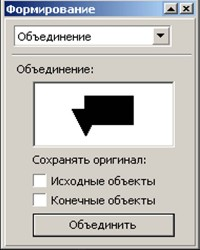 Формирование
Объединение
Объединение:
Сохранять оригинал:
Исходные объекты
Конечные объекты
Объединить